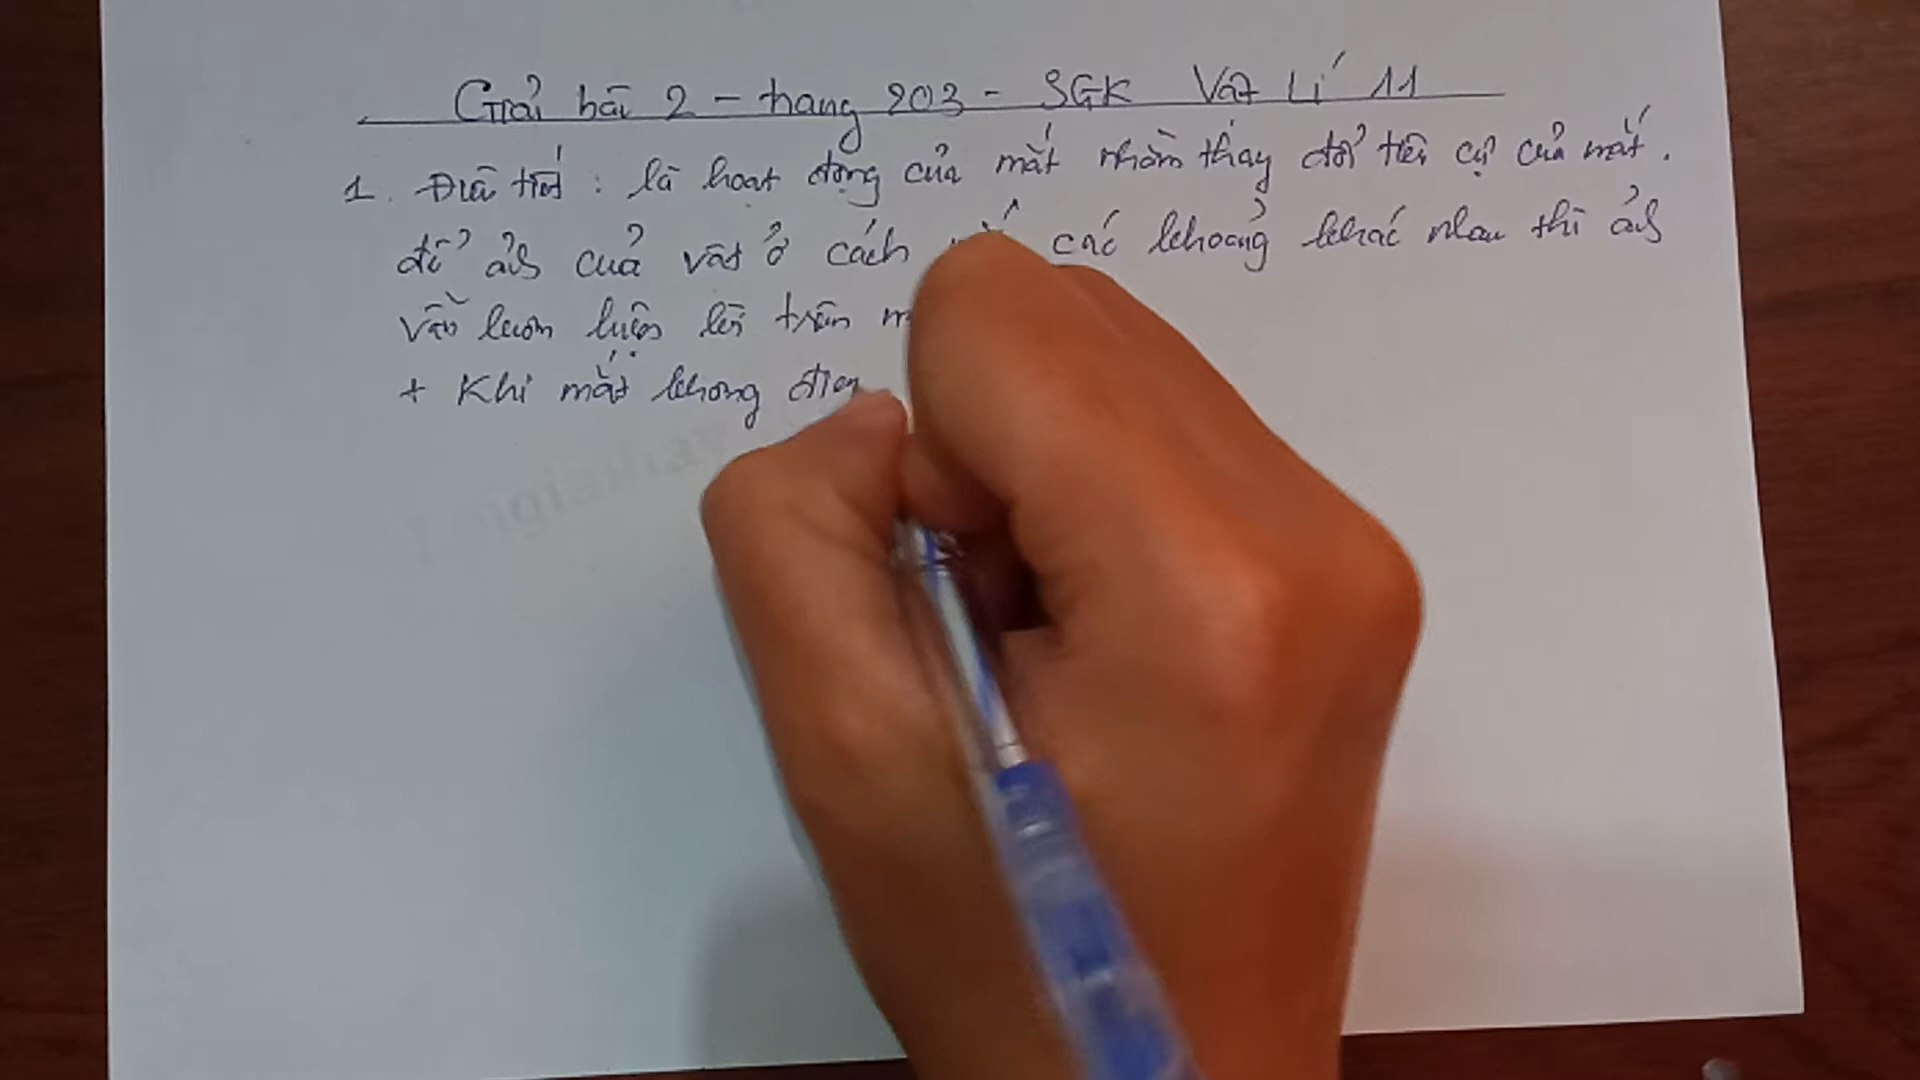 Giải bài 2 - trang 203 - SGK Vật Lí 11
1. Điều tiết : là hoạt động của mắt nhằm thay đổi tiêu cự của mắt.
để ảnh của vật ở cách các khoảng khác nhau thì ảnh
vẫn luôn luôn trên
+ Khi mắt không
Loigiaihay